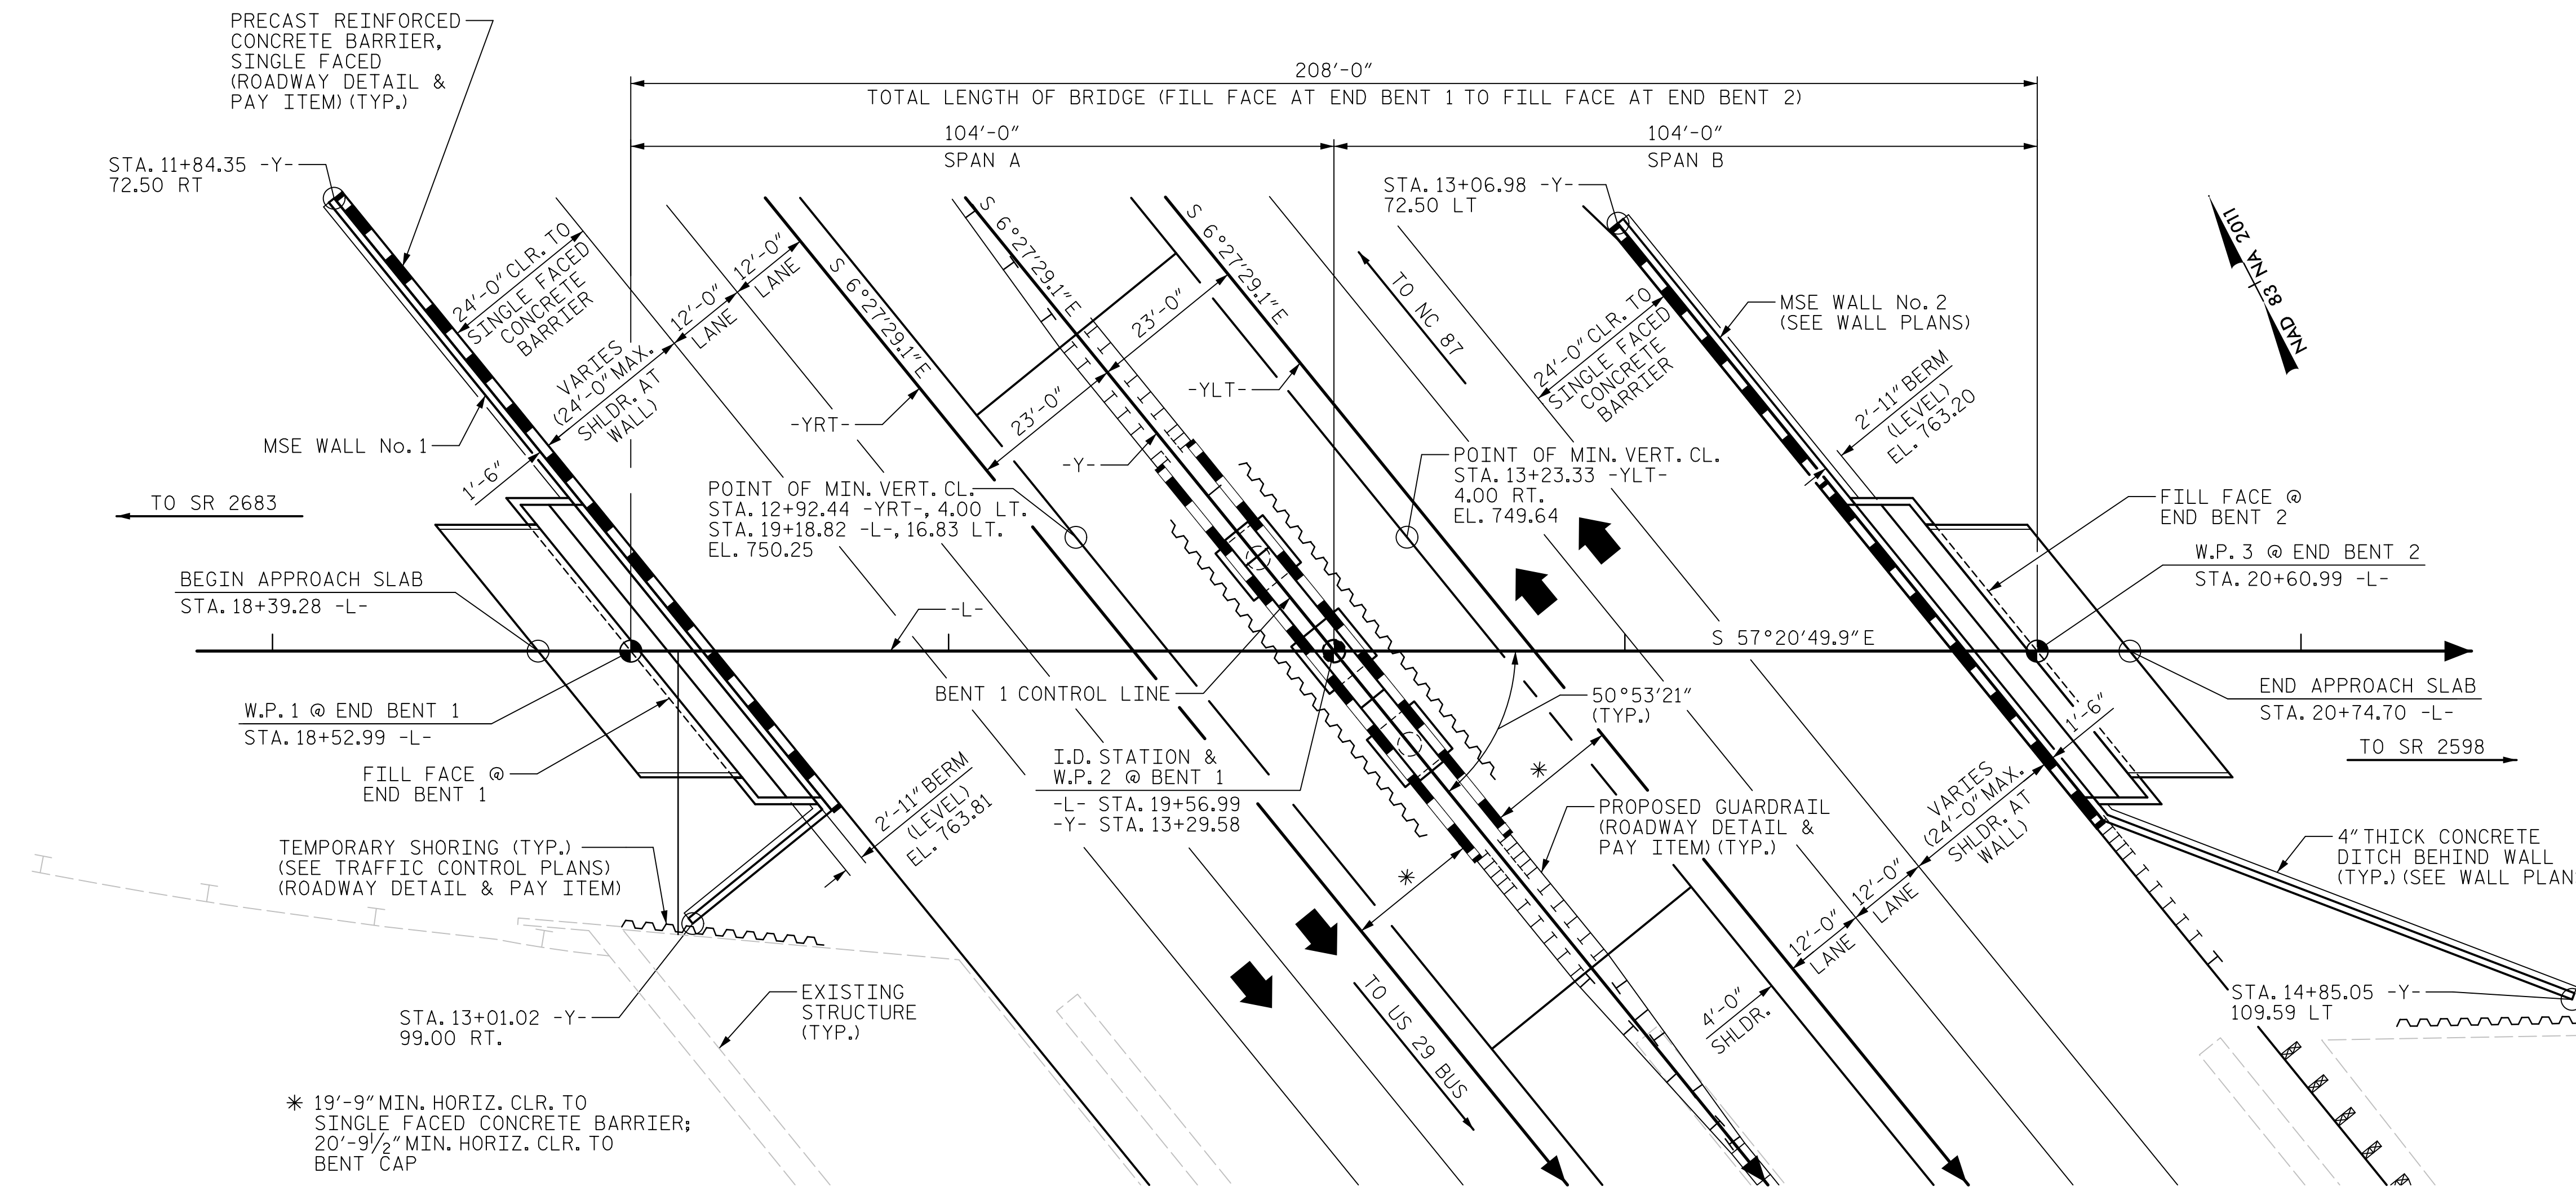 PRECAST REINFORCED
CONCRETE BARRIER,
SINGLE FACED
(ROADWAY DETAIL &
PAY ITEM) (TYP.)
208'-0"
TOTAL LENGTH OF BRIDGE (FILL FACE AT END BENT 1 TO FILL FACE AT END BENT 2)
104'-0"
SPAN A
104'-0"
SPAN B
STA. 11+84.35 -Y-
72.50 RT
STA. 13+06.98 -Y-
72.50 LT
24'-0" CLR. TO
SINGLE FACED
CONCRETE
BARRIER
VARIES
(24'-0" MAX.
SHLDR. AT
WALL)
12'-0"
LANE
12'-0"
LANE
S 6°27'29.1" E
S 6°27'29.1" E
S 6°27'29.1" E
23'-0"
23'-0"
-YRT-
-Y-
-YLT-
TO NC 87
24'-0" CLR. TO
SINGLE FACED
CONCRETE
BARRIER
MSE WALL No. 2
(SEE WALL PLANS)
2'-11" BERM
(LEVEL)
EL. 763.20
NAD 83/NA 2011
MSE WALL No. 1
1'-6"
TO SR 2683
POINT OF MIN. VERT. CL.
STA. 12+92.44 -YRT-, 4.00 LT.
STA. 19+18.82 -L-, 16.83 LT.
EL. 750.25
POINT OF MIN. VERT. CL.
STA. 13+23.33 -YLT-
4.00 RT.
EL. 749.64
FILL FACE @
END BENT 2
W.P. 3 @ END BENT 2
STA. 20+60.99 -L-
BEGIN APPROACH SLAB
STA. 18+39.28 -L-
-L-
S 57°20'49.9" E
BENT 1 CONTROL LINE
50°53'21"
(TYP.)
END APPROACH SLAB
STA. 20+74.70 -L-
1'-6"
TO SR 2598
W.P. 1 @ END BENT 1
STA. 18+52.99 -L-
FILL FACE @
END BENT 1
I.D. STATION &
W.P. 2 @ BENT 1
-L- STA. 19+56.99
-Y- STA. 13+29.58
2'-11" BERM
(LEVEL)
EL. 763.81
*
*
PROPOSED GUARDRAIL
(ROADWAY DETAIL &
PAY ITEM) (TYP.)
VARIES
(24'-0" MAX.
SHLDR. AT
WALL)
12'-0"
LANE
12'-0"
LANE
4'-0"
SHLDR.
4" THICK CONCRETE
DITCH BEHIND WALL
(TYP.) (SEE WALL PLAN
TEMPORARY SHORING (TYP.)
(SEE TRAFFIC CONTROL PLANS)
(ROADWAY DETAIL & PAY ITEM)
STA. 13+01.02 -Y-
99.00 RT.
EXISTING
STRUCTURE
(TYP.)
TO US 29 BUS
STA. 14+85.05 -Y-
109.59 LT
* 19'-9" MIN. HORIZ. CLR. TO
SINGLE FACED CONCRETE BARRIER;
20'-9½" MIN. HORIZ. CLR. TO
BENT CAP